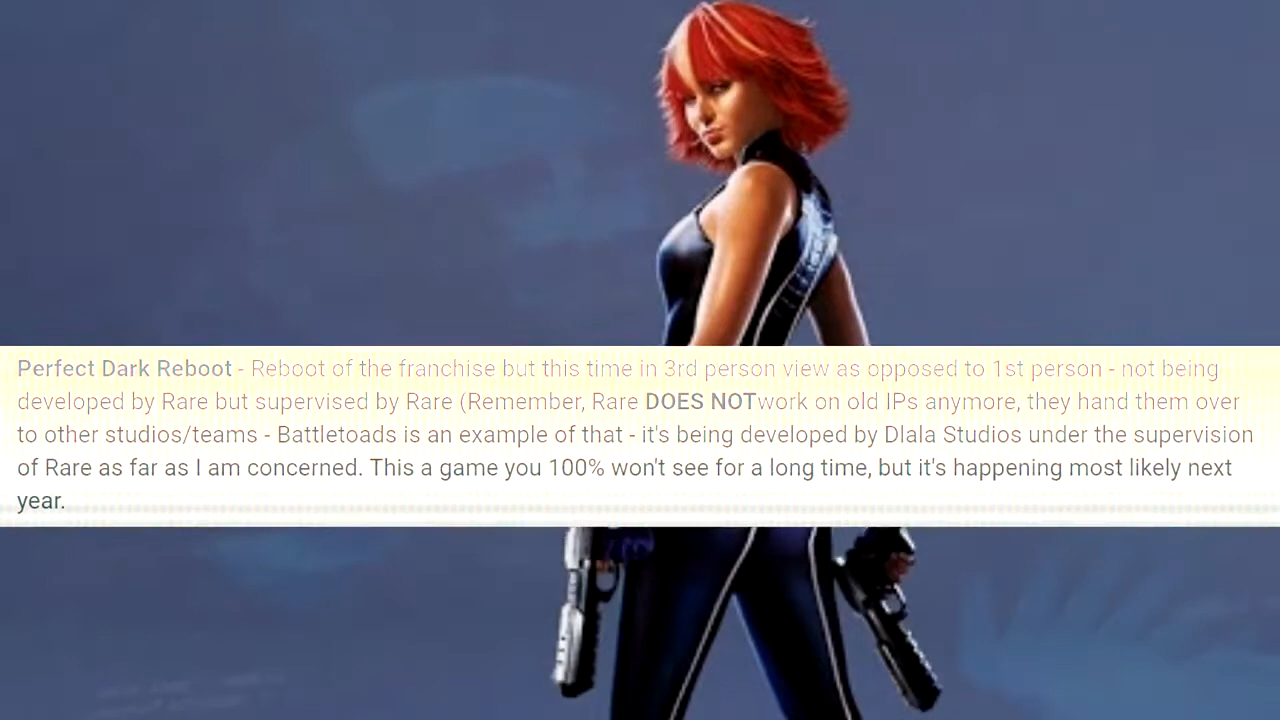 Perfect Dark Reboot - Reboot of the franchise but this time in 3rd person view as opposed to 1st person - not being
developed by Rare but supervised by Rare (Remember, Rare DOES NOTwork on old IPs anymore, they hand them over
to other studios/teams - Battletoads is an example of that - it's being developed by Dlala Studios under the supervision
of Rare as far as I am concerned. This a game you 100% won't see for a long time, but it's happening most likely next
year.